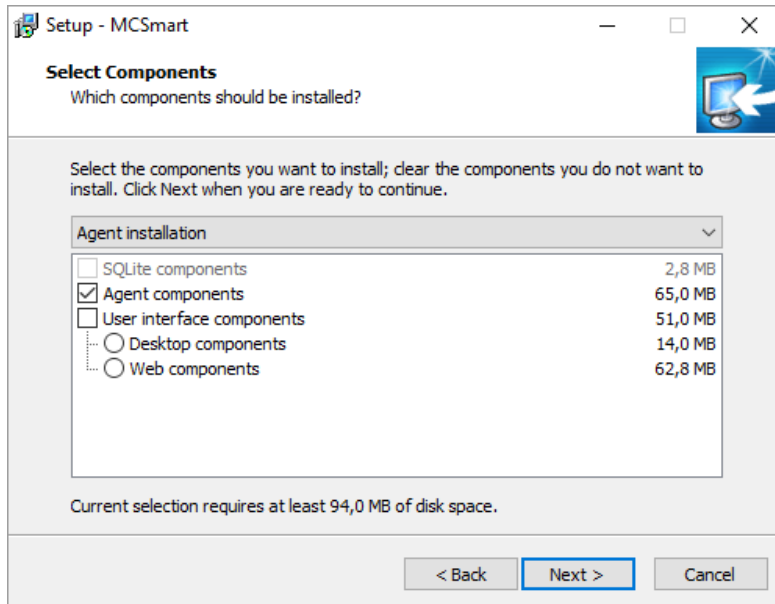 Setup - MCSmart
Select Components
Which components should be installed?
Select the components you want to install; clear the components you do not want to
install. Click Next when you are ready to continue.
Agent installation
SQLite components 2,8 MB
Agent components 65,0 MB
User interface components 51,0 MB
Desktop components 14,0 MB
Web components 62,8 MB
Current selection requires at least 94,0 MB of disk space.
< Back Next > Cancel